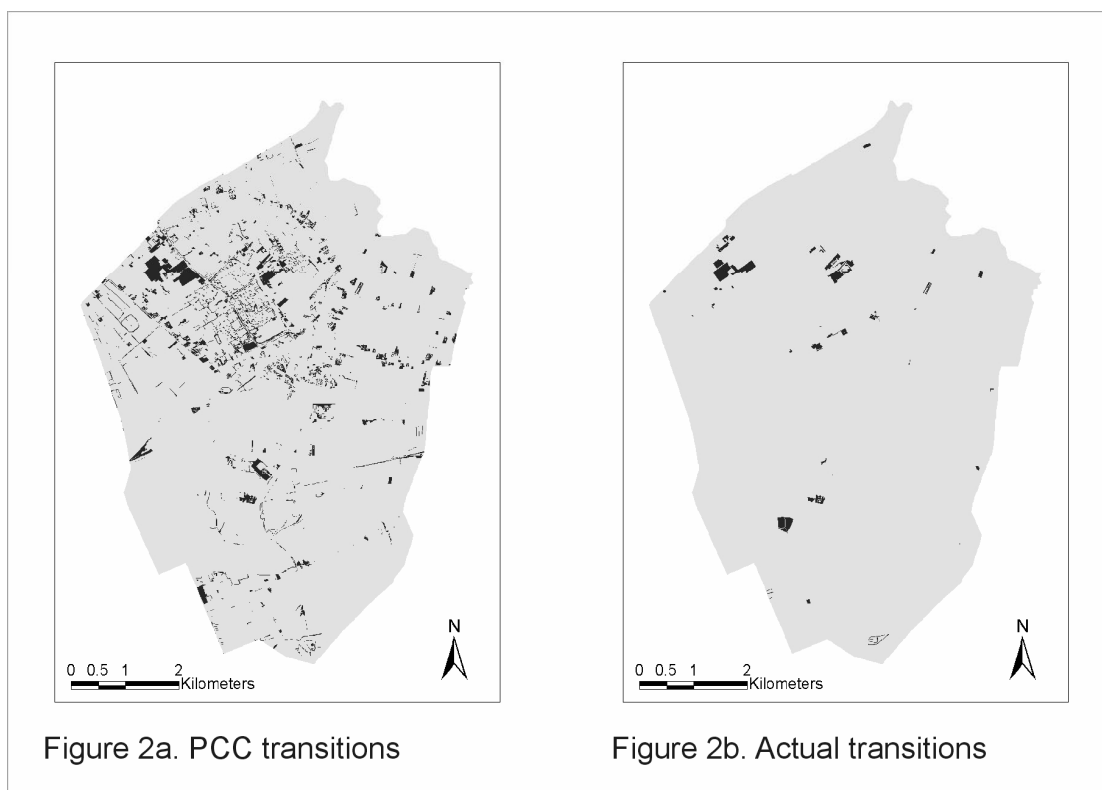 N
0 0.5 1 2
Kilometers
Figure 2a. PCC transitions
N
0 0.5 1 2
Kilometers
Figure 2b. Actual transitions